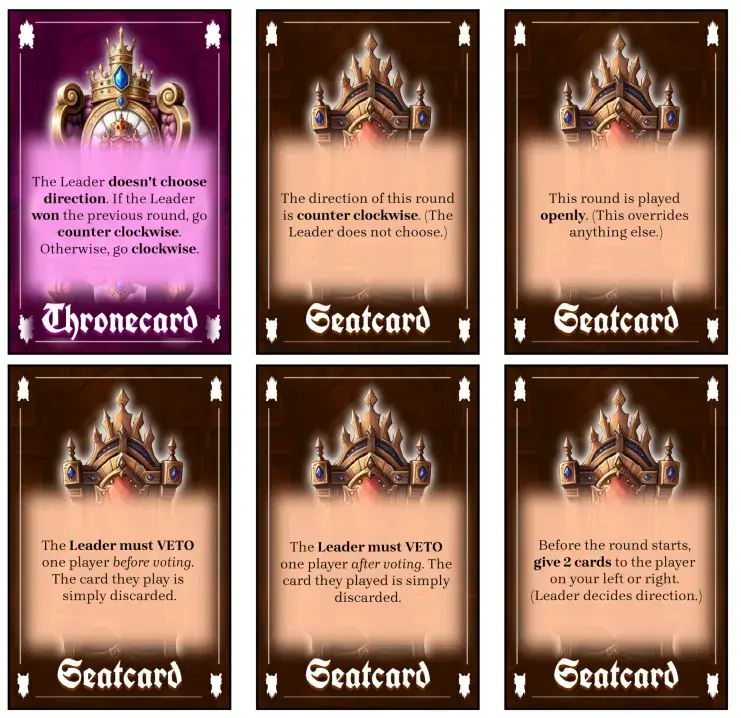 The Leader doesn't choose
direction. If the Leader
won the previous round, go
counter clockwise.
Otherwise, go clockwise.
Thronecard
The direction of this round
is counter clockwise. (The
Leader does not choose.)
Seatcard
This round is played
openly. (This overrides
anything else.)
Seatcard
The Leader must VETO
one player before voting.
The card they play is
simply discarded.
Seatcard
The Leader must VETO
one player after voting. The
card they played is simply
discarded.
Seatcard
Before the round starts,
give 2 cards to the player
on your left or right.
(Leader decides direction.)
Seatcard